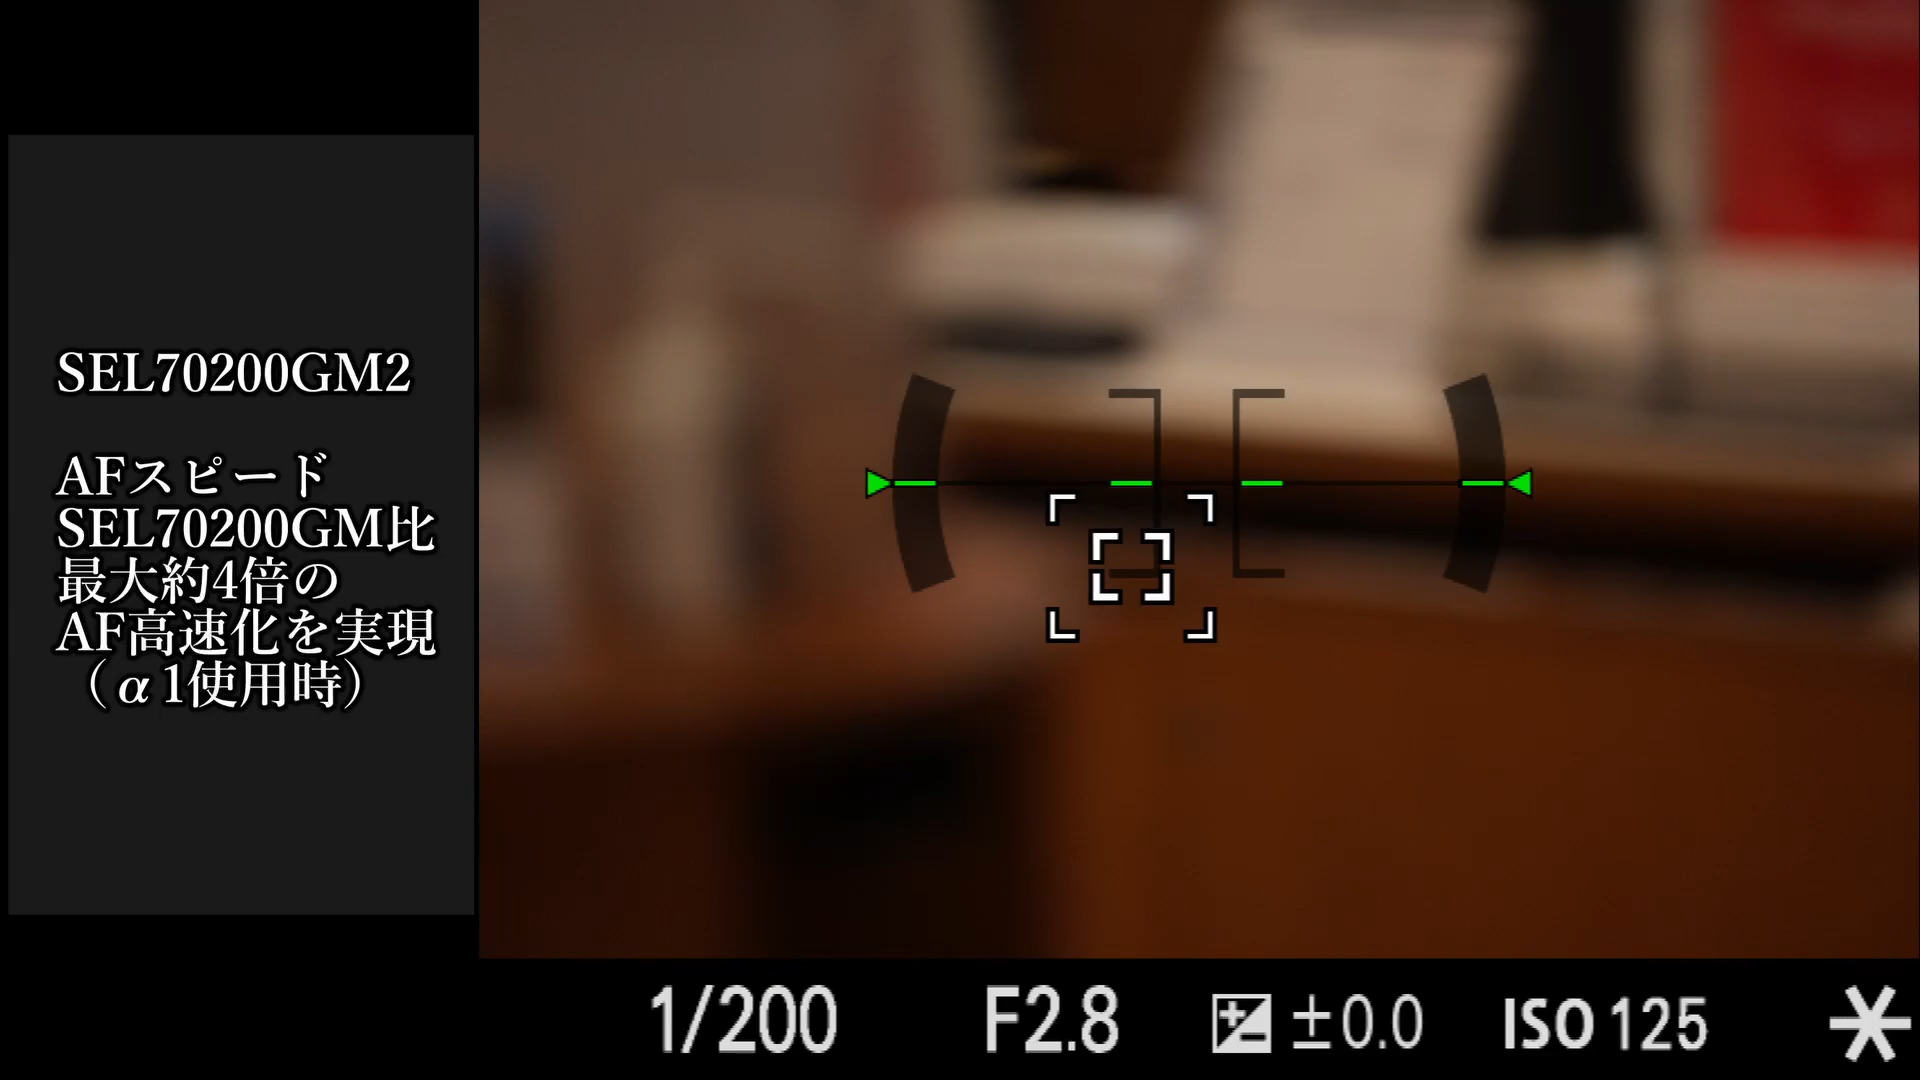 SEL70200GM2
AFスピード
SEL70200GM比
最大約4倍の
AF高速化を実現
（α1使用時）
1/200 F2.8 ±0.0 ISO 125